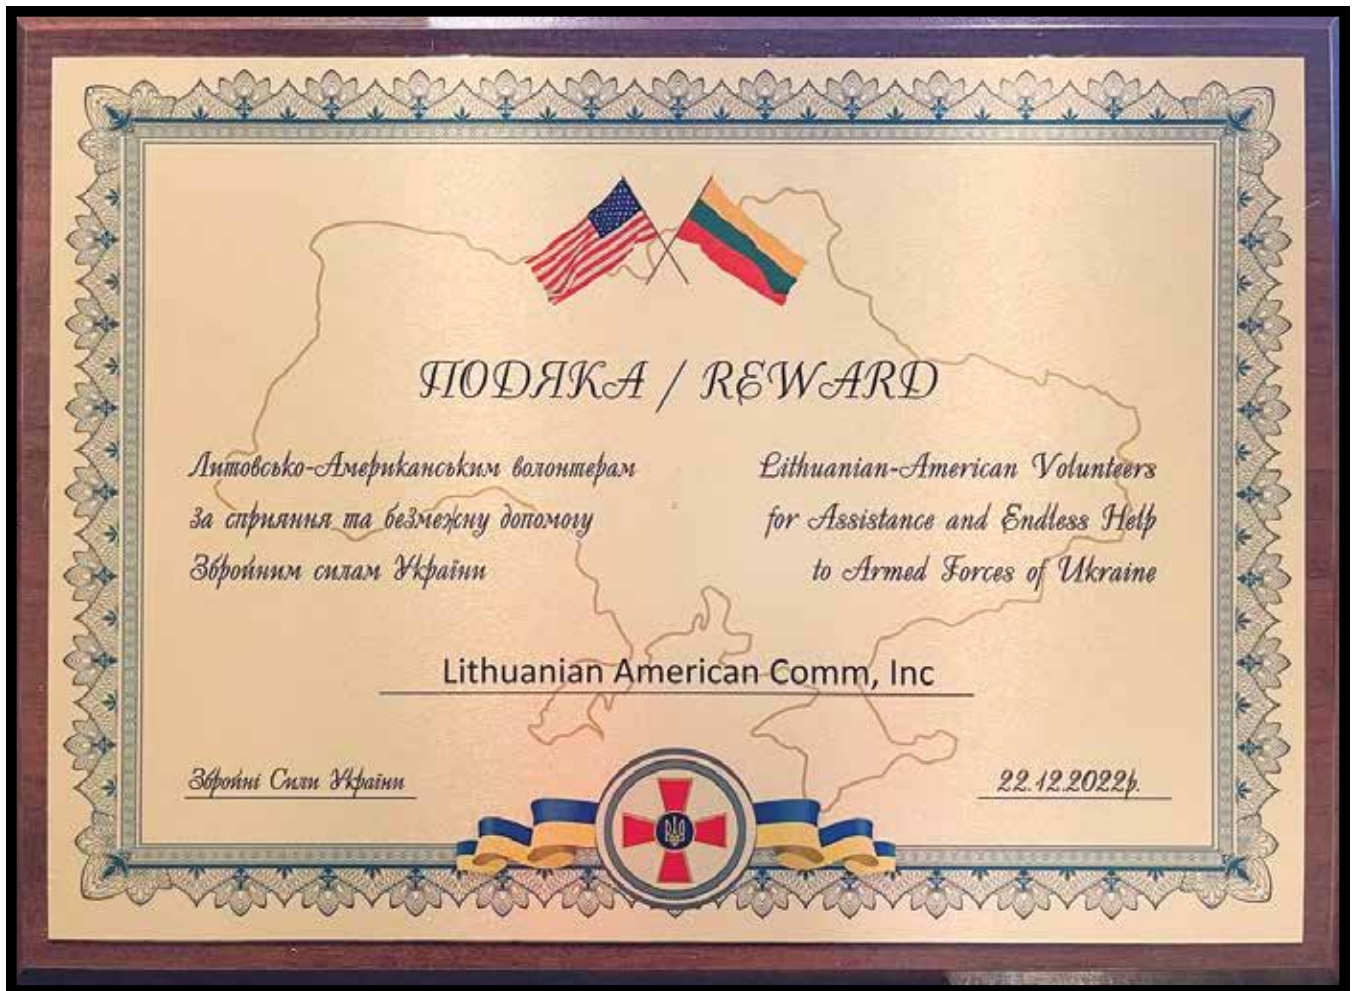 ПОДЯКА / REWARD
Литовсько-Американським волонтерам
за сприяння та безмежну допомогу
Збройним силам України
Lithuanian-American Volunteers
for Assistance and Endless Help
to Armed Forces of Ukraine
Lithuanian American Comm, Inc
Збройні Сили України
22.12.2022р.